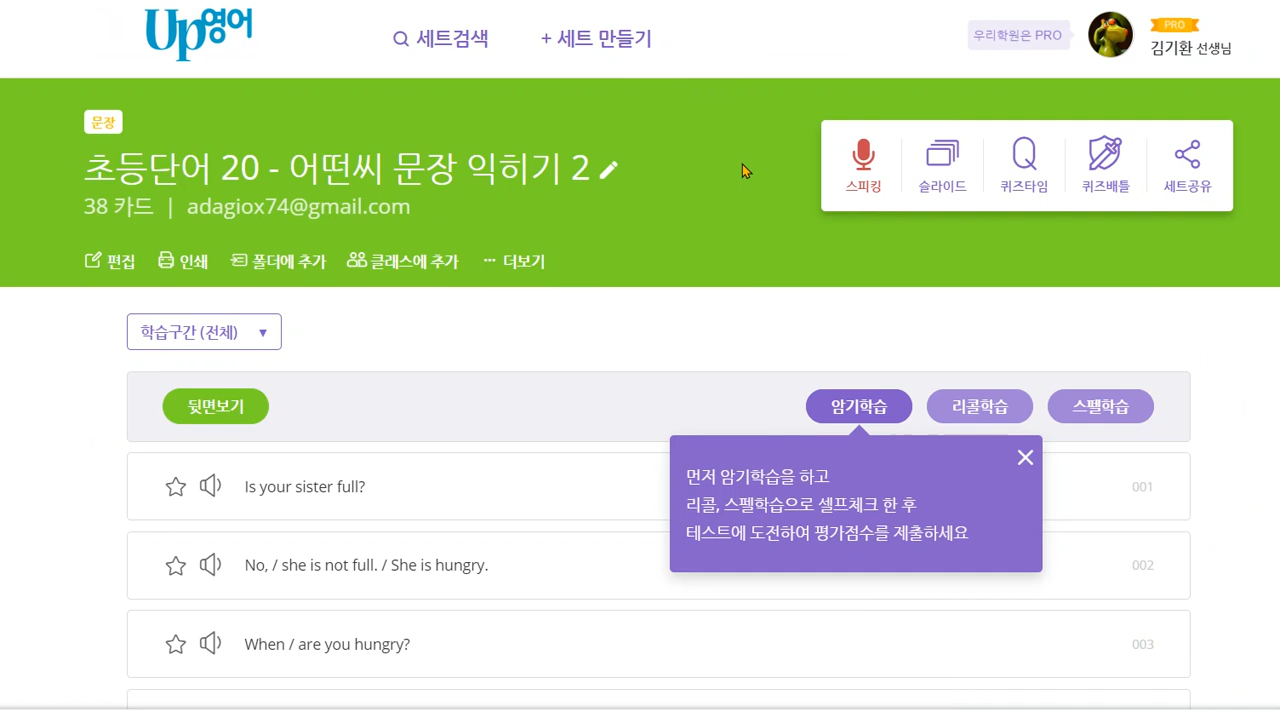 Up영어
세트검색
+ 세트 만들기
우리학원은 PRO
PRO
김기환 선생님
문장
초등단어 20 - 어떤씨 문장 익히기 2
38 카드 | adagiox74@gmail.com
스피킹
슬라이드
퀴즈타임
퀴즈배틀
세트공유
편집
인쇄
폴더에 추가
클래스에 추가
··· 더보기
학습구간 (전체) ▼
뒷면보기
암기학습
리콜학습
스펠학습
먼저 암기학습을 하고
리콜, 스펠학습으로 셀프체크 한 후
테스트에 도전하여 평가점수를 제출하세요
Is your sister full?
001
No, / she is not full. / She is hungry.
002
When / are you hungry?
003